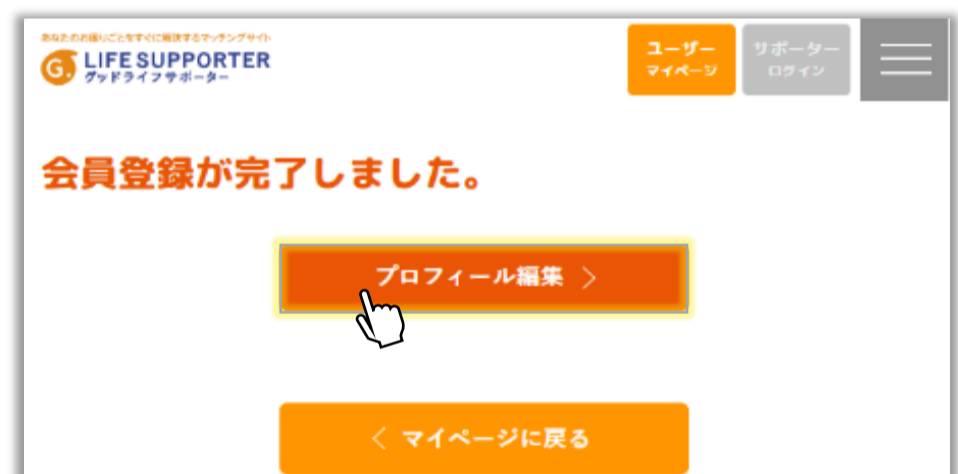 あなたのお困りごとをすぐに解決するマッチングサイト
G. LIFE SUPPORTER
グッドライフサポーター
ユーザー
マイページ
サポーター
ログイン
会員登録が完了しました。
プロフィール編集 >
< マイページに戻る